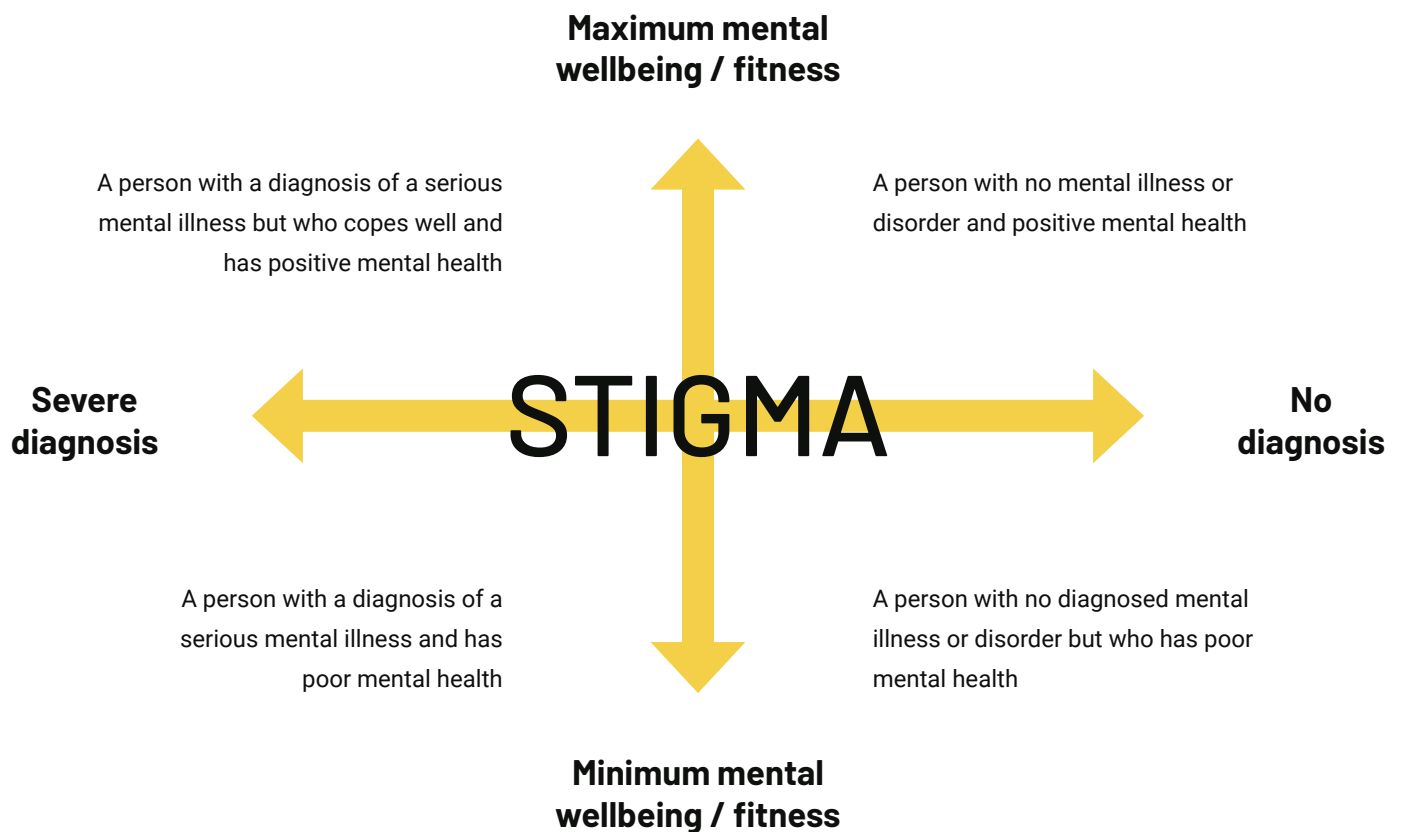 Maximum mental
wellbeing / fitness
A person with a diagnosis of a serious
mental illness but who copes well and
has positive mental health
A person with no mental illness or
disorder and positive mental health
Severe
diagnosis
STIGMA
No
diagnosis
A person with a diagnosis of a
serious mental illness and has
poor mental health
A person with no diagnosed mental
illness or disorder but who has poor
mental health
Minimum mental
wellbeing / fitness